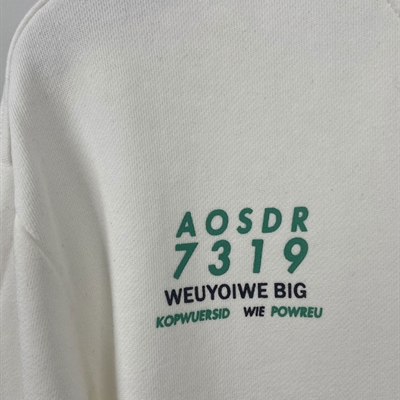 AOSDR
7319
WEUYOIWE BIG
KOPWUERSID WIE POWREU